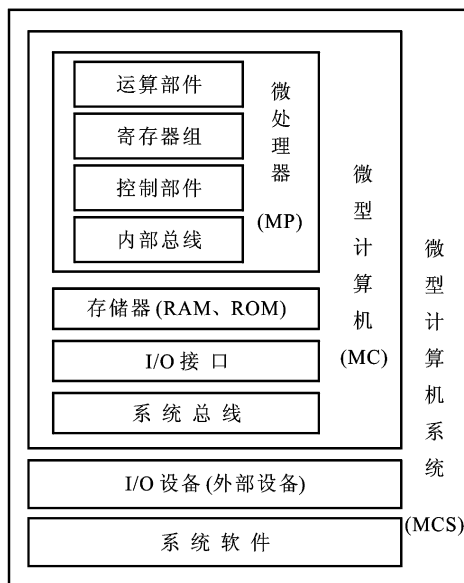 运算部件
寄存器组
控制部件
内部总线
微处理器
(MP)
存储器(RAM、ROM)
I/O 接 口
系 统 总 线
微型计算机
(MC)
I/O 设备(外部设备)
系 统 软 件
微型计算机系统
(MCS)